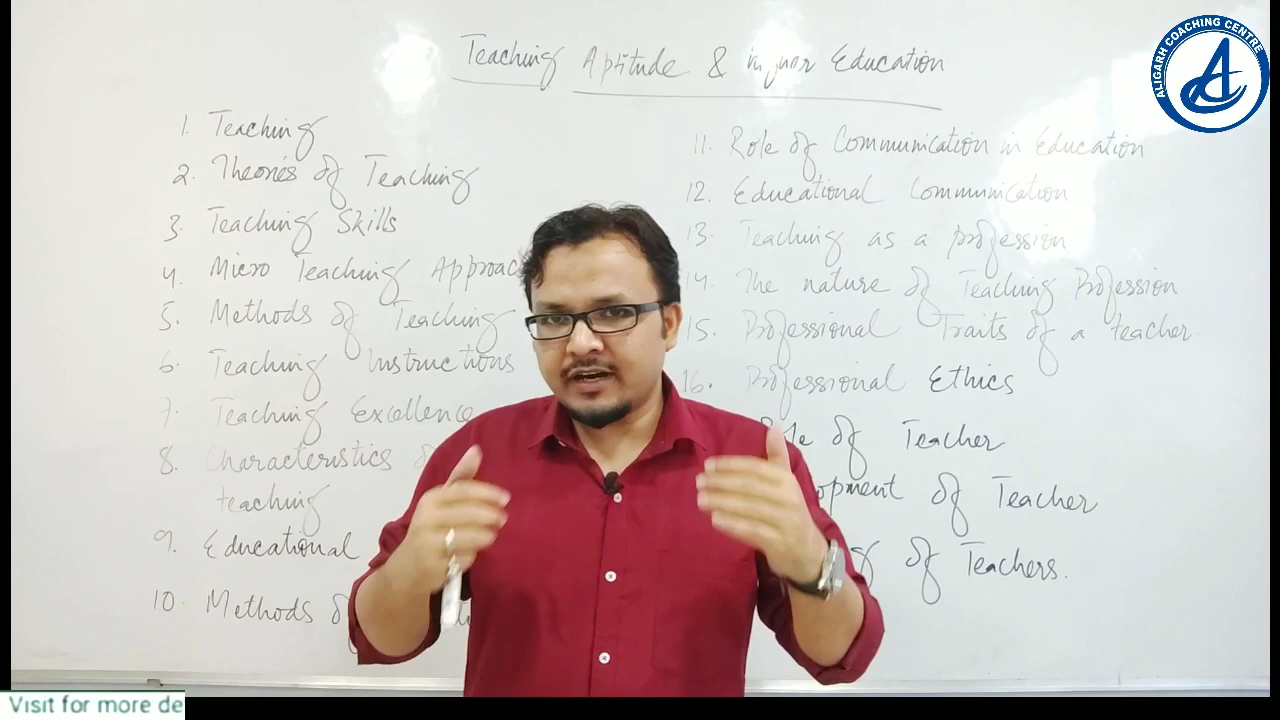 Teaching Aptitude & Education
1. Teaching
2. Theories of Teaching
3. Teaching Skills
4. Micro Teaching Approac
5. Methods of Teaching
6. Teaching Instructions
7. Teaching Excellence
8. Characteristics
teaching
9. Educational
10. Methods
11. Role of Communication in Education
12. Educational Communication
13. Teaching as a profession
14. The nature of Teaching Profession
15. Professional Traits of a teacher.
16. Professional Ethics
of Teacher
opment of Teacher
of Teachers.
ALIGARH COACHING CENTRE
Visit for more de